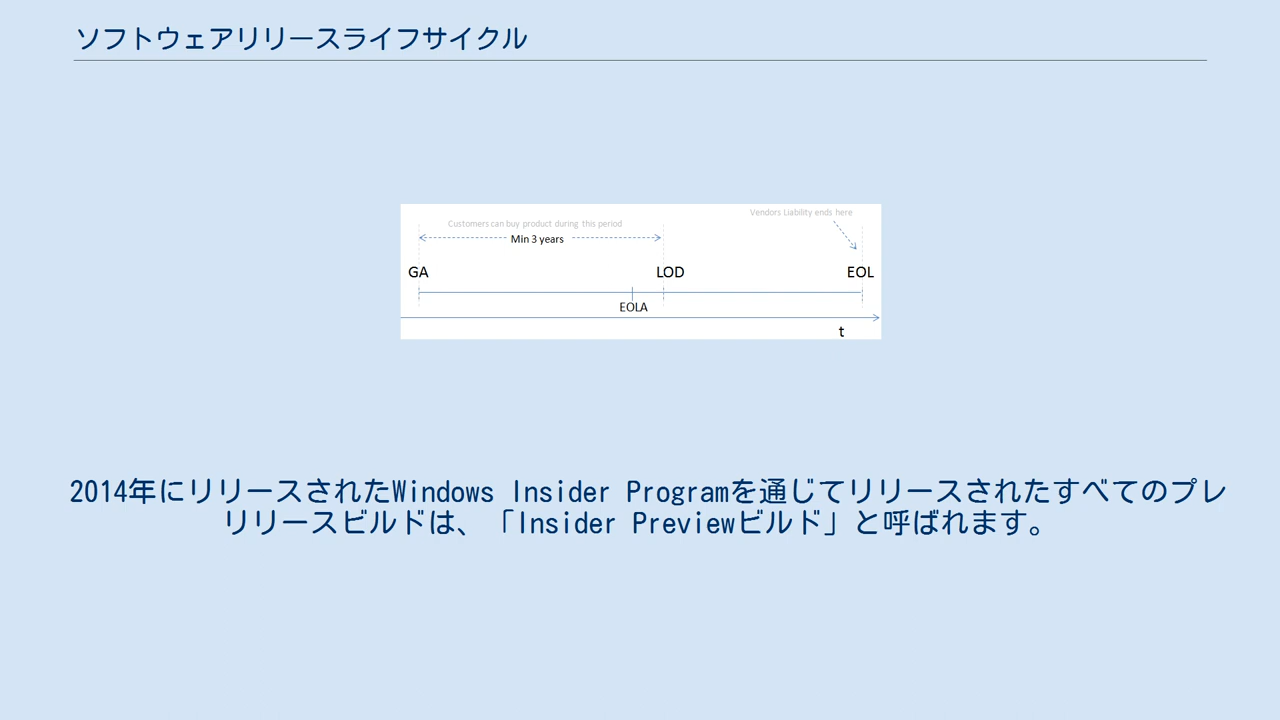 ソフトウェアリリースライフサイクル
Customers can buy product during this period
Vendors Liability ends here
Min 3 years
GA
LOD
EOL
EOLA
t
2014年にリリースされたWindows Insider Programを通じてリリースされたすべてのプレ
リリースビルドは、「Insider Previewビルド」と呼ばれます。